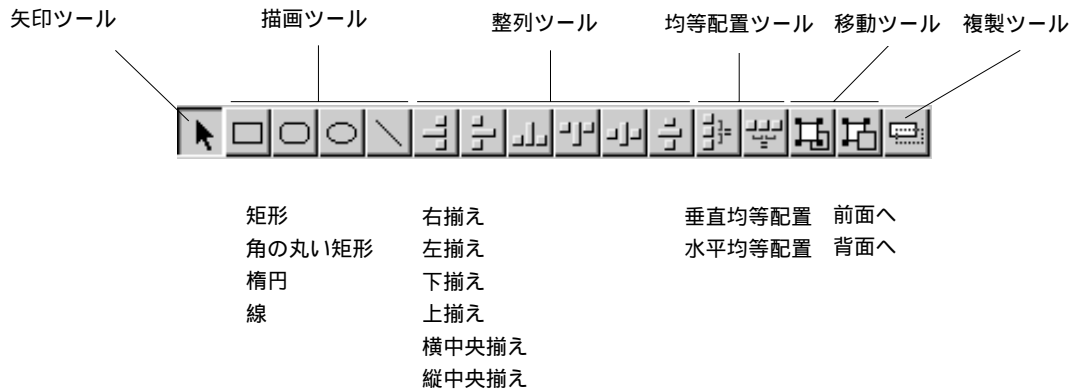 矢印ツール
描画ツール
整列ツール
均等配置ツール
移動ツール
複製ツール
矩形
角の丸い矩形
楕円
線
右揃え
左揃え
下揃え
上揃え
横中央揃え
縦中央揃え
垂直均等配置
水平均等配置
前面へ
背面へ